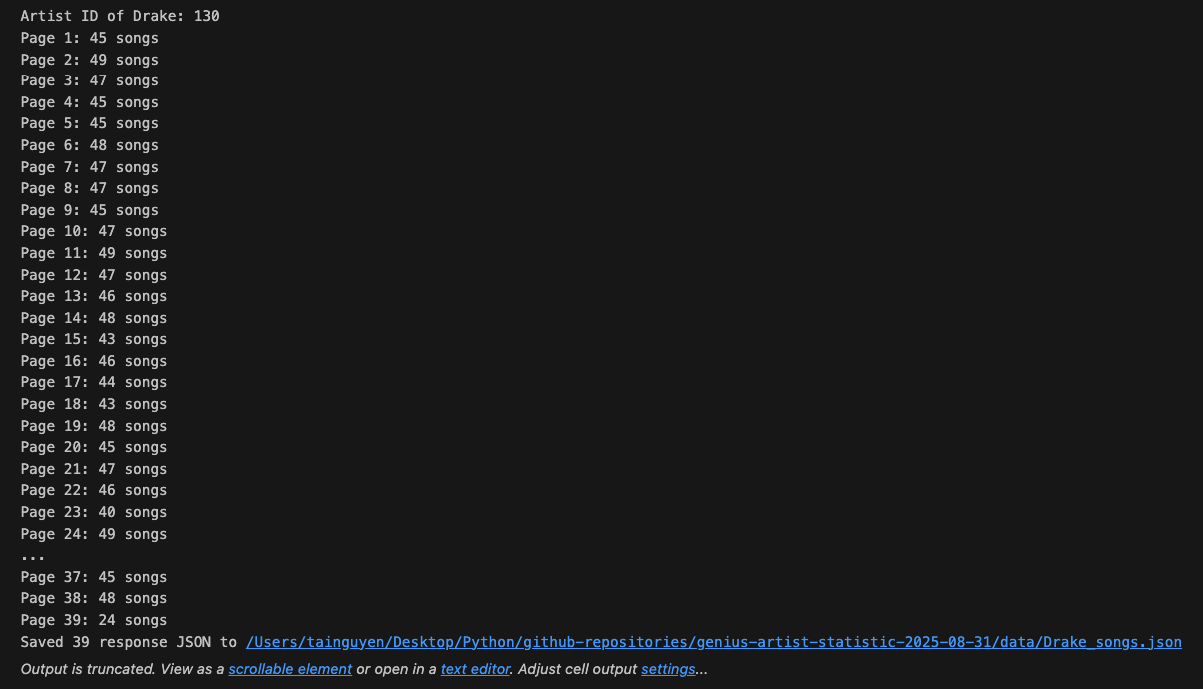 Artist ID of Drake: 130
Page 1: 45 songs
Page 2: 49 songs
Page 3: 47 songs
Page 4: 45 songs
Page 5: 45 songs
Page 6: 48 songs
Page 7: 47 songs
Page 8: 47 songs
Page 9: 45 songs
Page 10: 47 songs
Page 11: 49 songs
Page 12: 47 songs
Page 13: 46 songs
Page 14: 48 songs
Page 15: 43 songs
Page 16: 46 songs
Page 17: 44 songs
Page 18: 43 songs
Page 19: 48 songs
Page 20: 45 songs
Page 21: 47 songs
Page 22: 46 songs
Page 23: 40 songs
Page 24: 49 songs
...
Page 37: 45 songs
Page 38: 48 songs
Page 39: 24 songs
Saved 39 response JSON to /Users/tainguyen/Desktop/Python/github-repositories/genius-artist-statistic-2025-08-31/data/Drake_songs.json
Output is truncated. View as a scrollable element or open in a text editor. Adjust cell output settings...